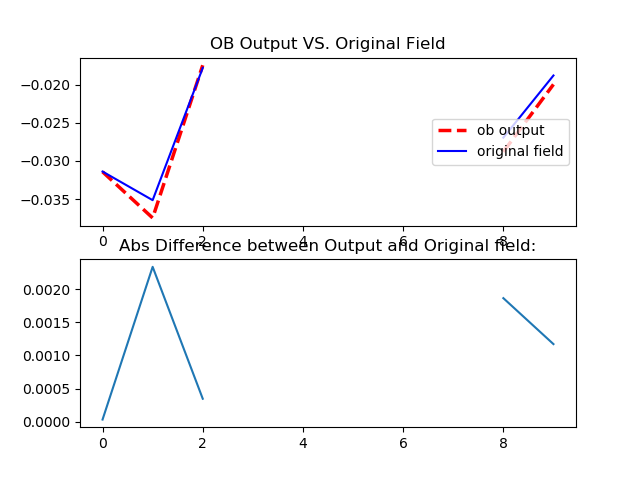 OB Output VS. Original Field
−0.020
−0.025
−0.030
−0.035
ob output
original field
0 2 4 6 8
Abs Difference between Output and Original field:
0.0020
0.0015
0.0010
0.0005
0.0000
0 2 4 6 8